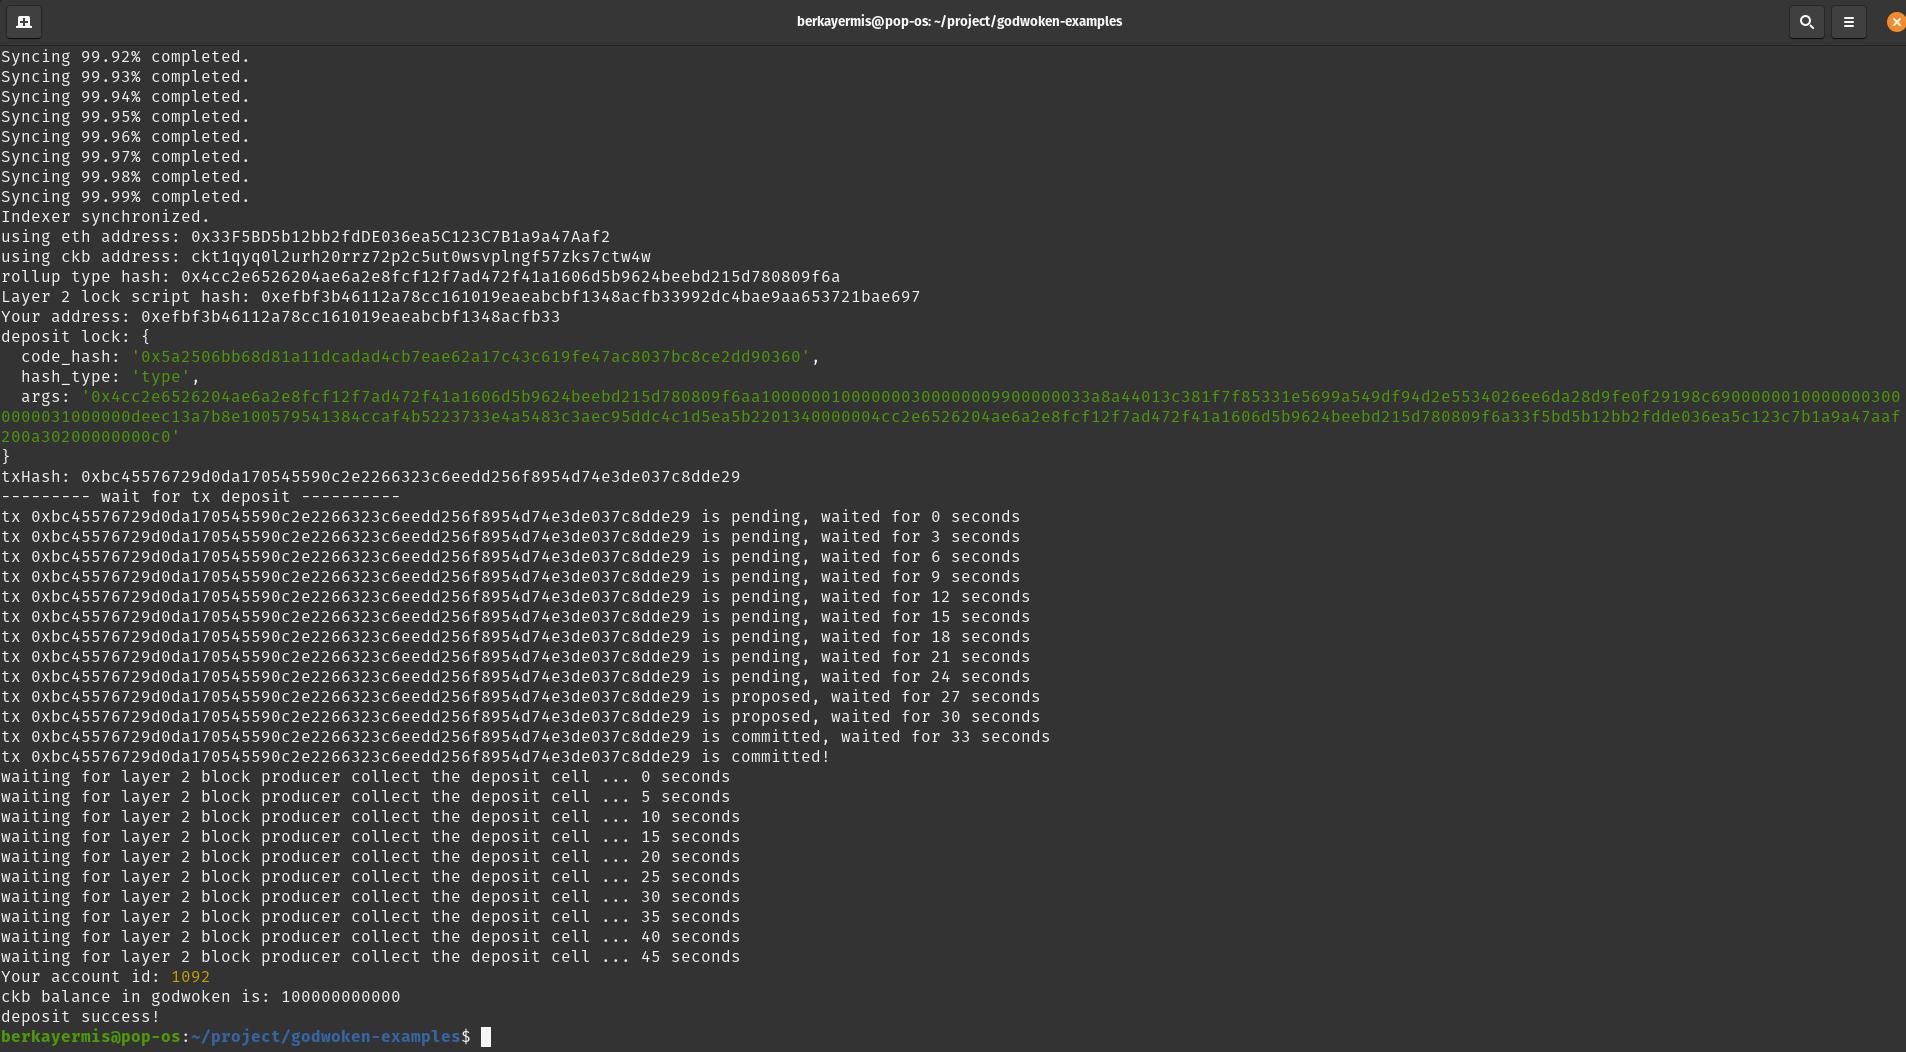 berkayermis@pop-os: ~/project/godwoken-examples
Syncing 99.92% completed.
Syncing 99.93% completed.
Syncing 99.94% completed.
Syncing 99.95% completed.
Syncing 99.96% completed.
Syncing 99.97% completed.
Syncing 99.98% completed.
Syncing 99.99% completed.
Indexer synchronized.
using eth address: 0x33F5BD5b12bb2fdDE036ea5C123C7B1a9a47Aaf2
using ckb address: ckt1qyq0l2urh20rrz72p2c5ut0wsvplngf57zks7ctw4w
rollup type hash: 0x4cc2e6526204ae6a2e8fcf12f7ad472f41a1606d5b9624beebd215d780809f6a
Layer 2 lock script hash: 0xefbf3b46112a78cc161019eaeabcbf1348acfb33992dc4bae9aa653721bae697
Your address: 0xefbf3b46112a78cc161019eaeabcbf1348acfb33
deposit lock: {
  code_hash: '0x5a2506bb68d81a11dcadad4cb7eae62a17c43c619fe47ac8037bc8ce2dd90360',
  hash_type: 'type',
  args: '0x4cc2e6526204ae6a2e8fcf12f7ad472f41a1606d5b9624beebd215d780809f6aa10000001000000030000000990000000033a8a44013c381f7f85331e5699a549df94d2e5534026ee6da28d9fe0f29198c6900000001000000030
0000031000000deec13a7b8e100579541384ccaf4b5223733e4a5483c3aec95ddc4c1d5ea5b2201340000004cc2e6526204ae6a2e8fcf12f7ad472f41a1606d5b9624beebd215d780809f6a33f5bd5b12bb2fdde036ea5c123c7b1a9a47aaf
200a30200000000c0'
}
txHash: 0xbc45576729d0da170545590c2e2266323c6eedd256f8954d74e3de037c8dde29
--------- wait for tx deposit ----------
tx 0xbc45576729d0da170545590c2e2266323c6eedd256f8954d74e3de037c8dde29 is pending, waited for 0 seconds
tx 0xbc45576729d0da170545590c2e2266323c6eedd256f8954d74e3de037c8dde29 is pending, waited for 3 seconds
tx 0xbc45576729d0da170545590c2e2266323c6eedd256f8954d74e3de037c8dde29 is pending, waited for 6 seconds
tx 0xbc45576729d0da170545590c2e2266323c6eedd256f8954d74e3de037c8dde29 is pending, waited for 9 seconds
tx 0xbc45576729d0da170545590c2e2266323c6eedd256f8954d74e3de037c8dde29 is pending, waited for 12 seconds
tx 0xbc45576729d0da170545590c2e2266323c6eedd256f8954d74e3de037c8dde29 is pending, waited for 15 seconds
tx 0xbc45576729d0da170545590c2e2266323c6eedd256f8954d74e3de037c8dde29 is pending, waited for 18 seconds
tx 0xbc45576729d0da170545590c2e2266323c6eedd256f8954d74e3de037c8dde29 is pending, waited for 21 seconds
tx 0xbc45576729d0da170545590c2e2266323c6eedd256f8954d74e3de037c8dde29 is pending, waited for 24 seconds
tx 0xbc45576729d0da170545590c2e2266323c6eedd256f8954d74e3de037c8dde29 is proposed, waited for 27 seconds
tx 0xbc45576729d0da170545590c2e2266323c6eedd256f8954d74e3de037c8dde29 is proposed, waited for 30 seconds
tx 0xbc45576729d0da170545590c2e2266323c6eedd256f8954d74e3de037c8dde29 is committed, waited for 33 seconds
tx 0xbc45576729d0da170545590c2e2266323c6eedd256f8954d74e3de037c8dde29 is committed!
waiting for layer 2 block producer collect the deposit cell ... 0 seconds
waiting for layer 2 block producer collect the deposit cell ... 5 seconds
waiting for layer 2 block producer collect the deposit cell ... 10 seconds
waiting for layer 2 block producer collect the deposit cell ... 15 seconds
waiting for layer 2 block producer collect the deposit cell ... 20 seconds
waiting for layer 2 block producer collect the deposit cell ... 25 seconds
waiting for layer 2 block producer collect the deposit cell ... 30 seconds
waiting for layer 2 block producer collect the deposit cell ... 35 seconds
waiting for layer 2 block producer collect the deposit cell ... 40 seconds
waiting for layer 2 block producer collect the deposit cell ... 45 seconds
Your account id: 1092
ckb balance in godwoken is: 100000000000
deposit success!
berkayermis@pop-os:~/project/godwoken-examples$